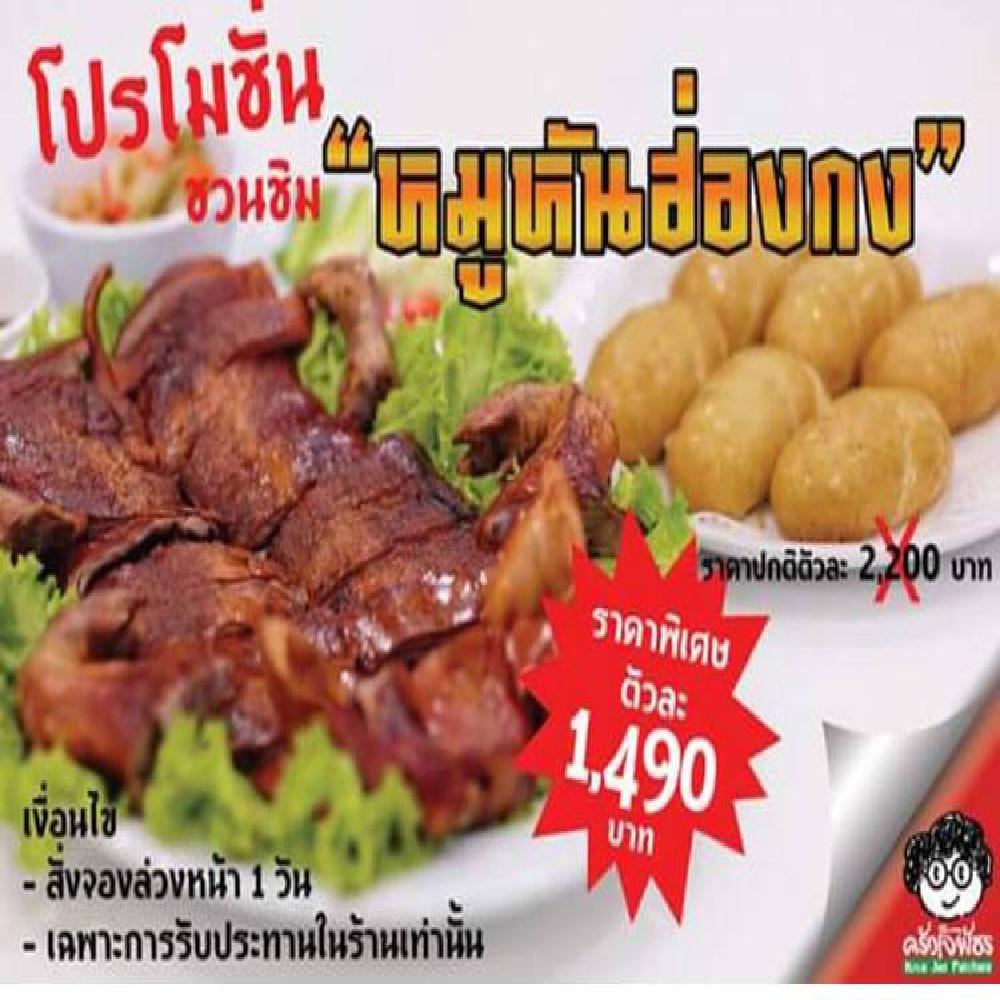 โปรโมชั่น
ชวนชิม
“หมูหันฮ่องกง”
ราคาปกติตัวละ 2,200 บาท
ราคาพิเศษ
ตัวละ
1,490
บาท
เงื่อนไข
- สั่งจองล่วงหน้า 1 วัน
- เฉพาะการรับประทานในร้านเท่านั้น
ครัวเจ๊พัชร